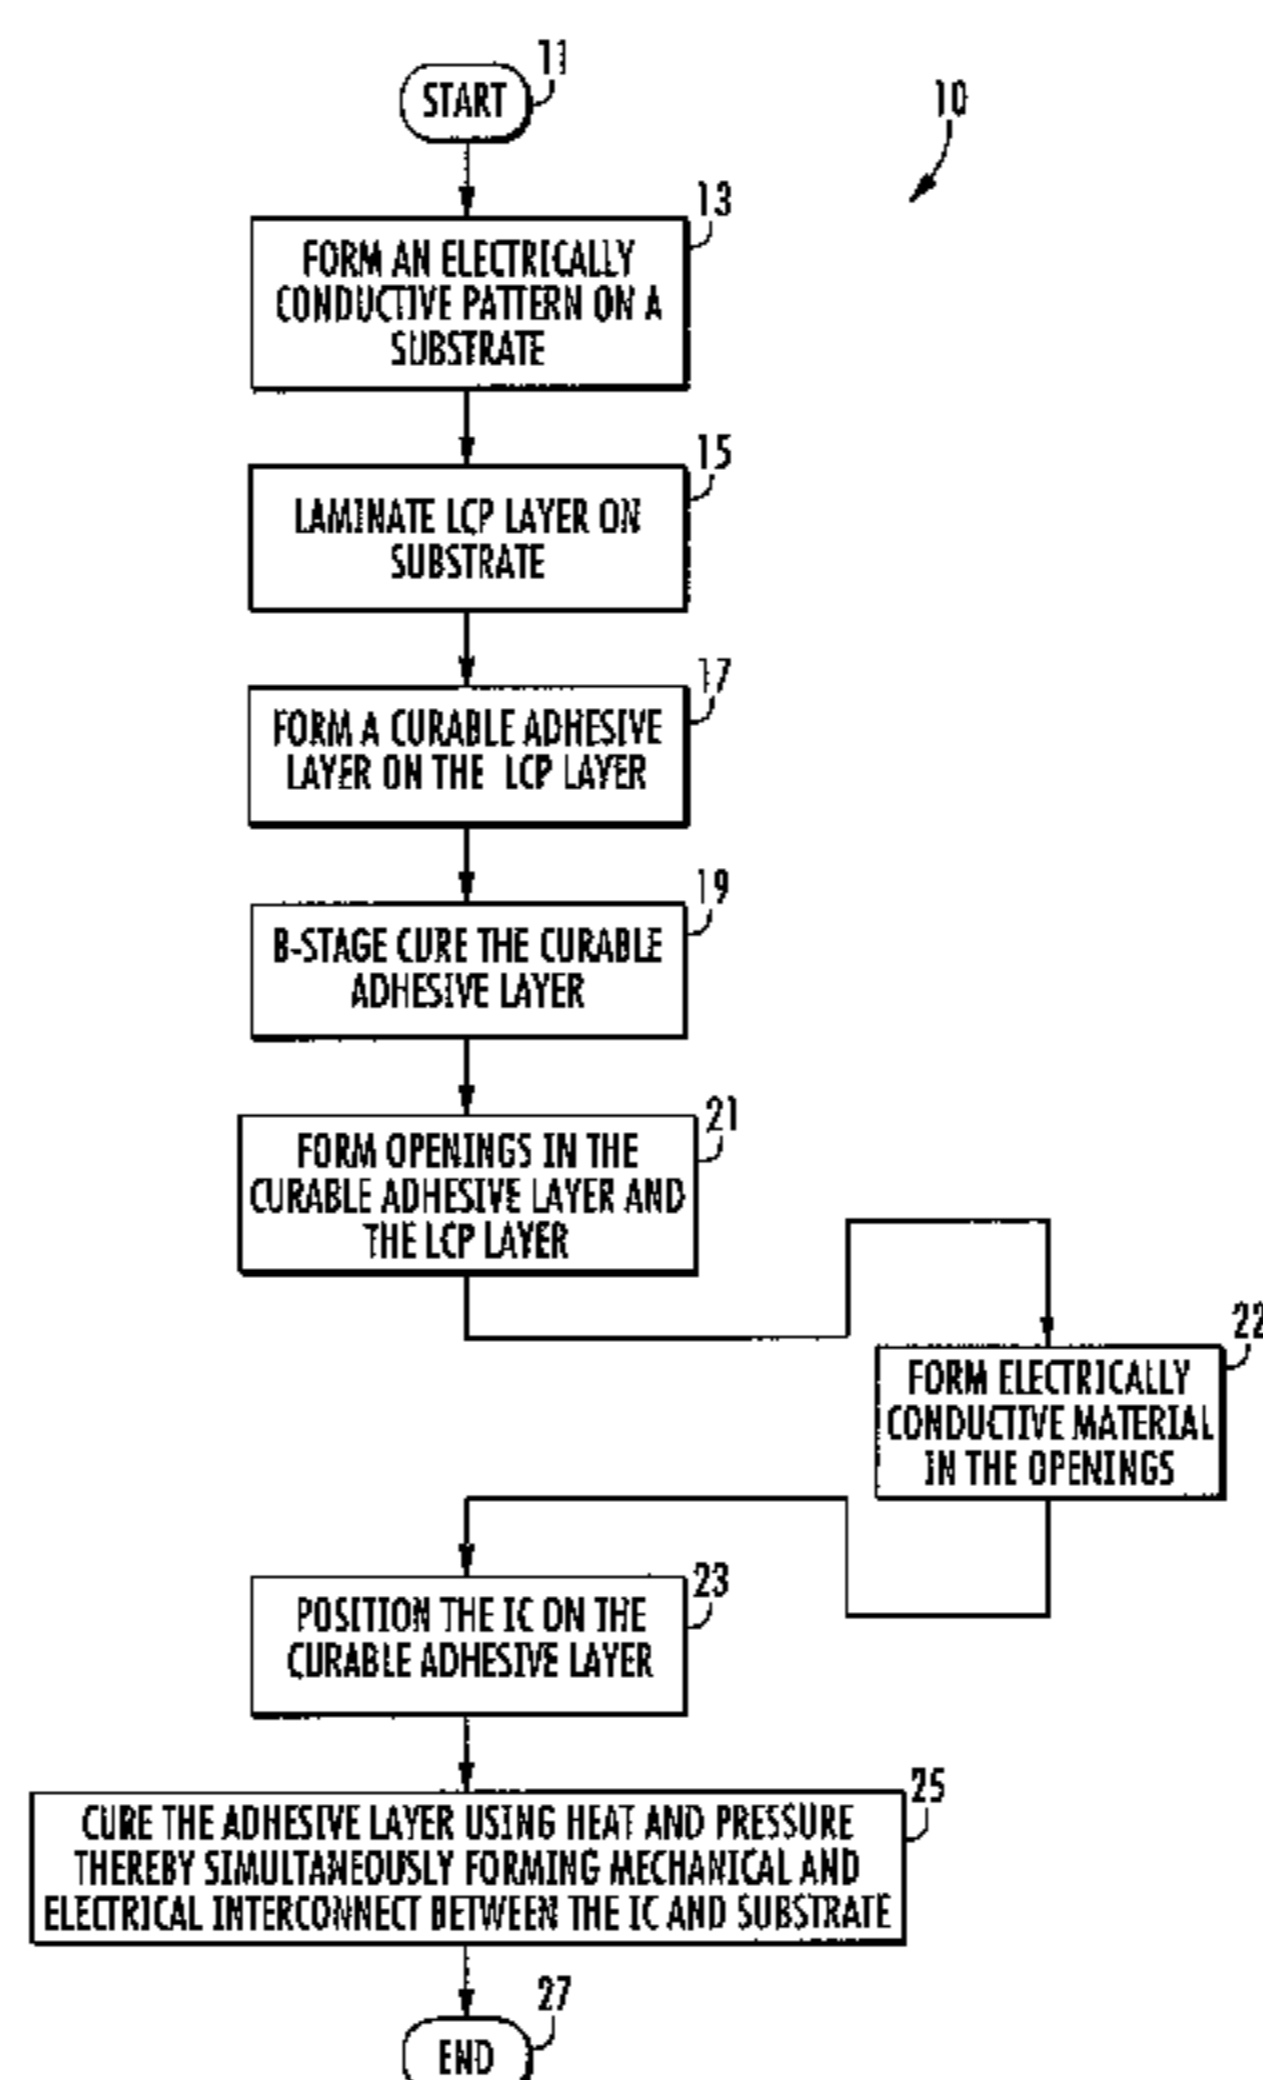 11
START
10
13
FORM AN ELECTRICALLY
CONDUCTIVE PATTERN ON A
SUBSTRATE
15
LAMINATE LCP LAYER ON
SUBSTRATE
17
FORM A CURABLE ADHESIVE
LAYER ON THE LCP LAYER
19
B-STAGE CURE THE CURABLE
ADHESIVE LAYER
21
FORM OPENINGS IN THE
CURABLE ADHESIVE LAYER AND
THE LCP LAYER
22
FORM ELECTRICALLY
CONDUCTIVE MATERIAL
IN THE OPENINGS
23
POSITION THE IC ON THE
CURABLE ADHESIVE LAYER
25
CURE THE ADHESIVE LAYER USING HEAT AND PRESSURE
THEREBY SIMULTANEOUSLY FORMING MECHANICAL AND
ELECTRICAL INTERCONNECT BETWEEN THE IC AND SUBSTRATE
27
END